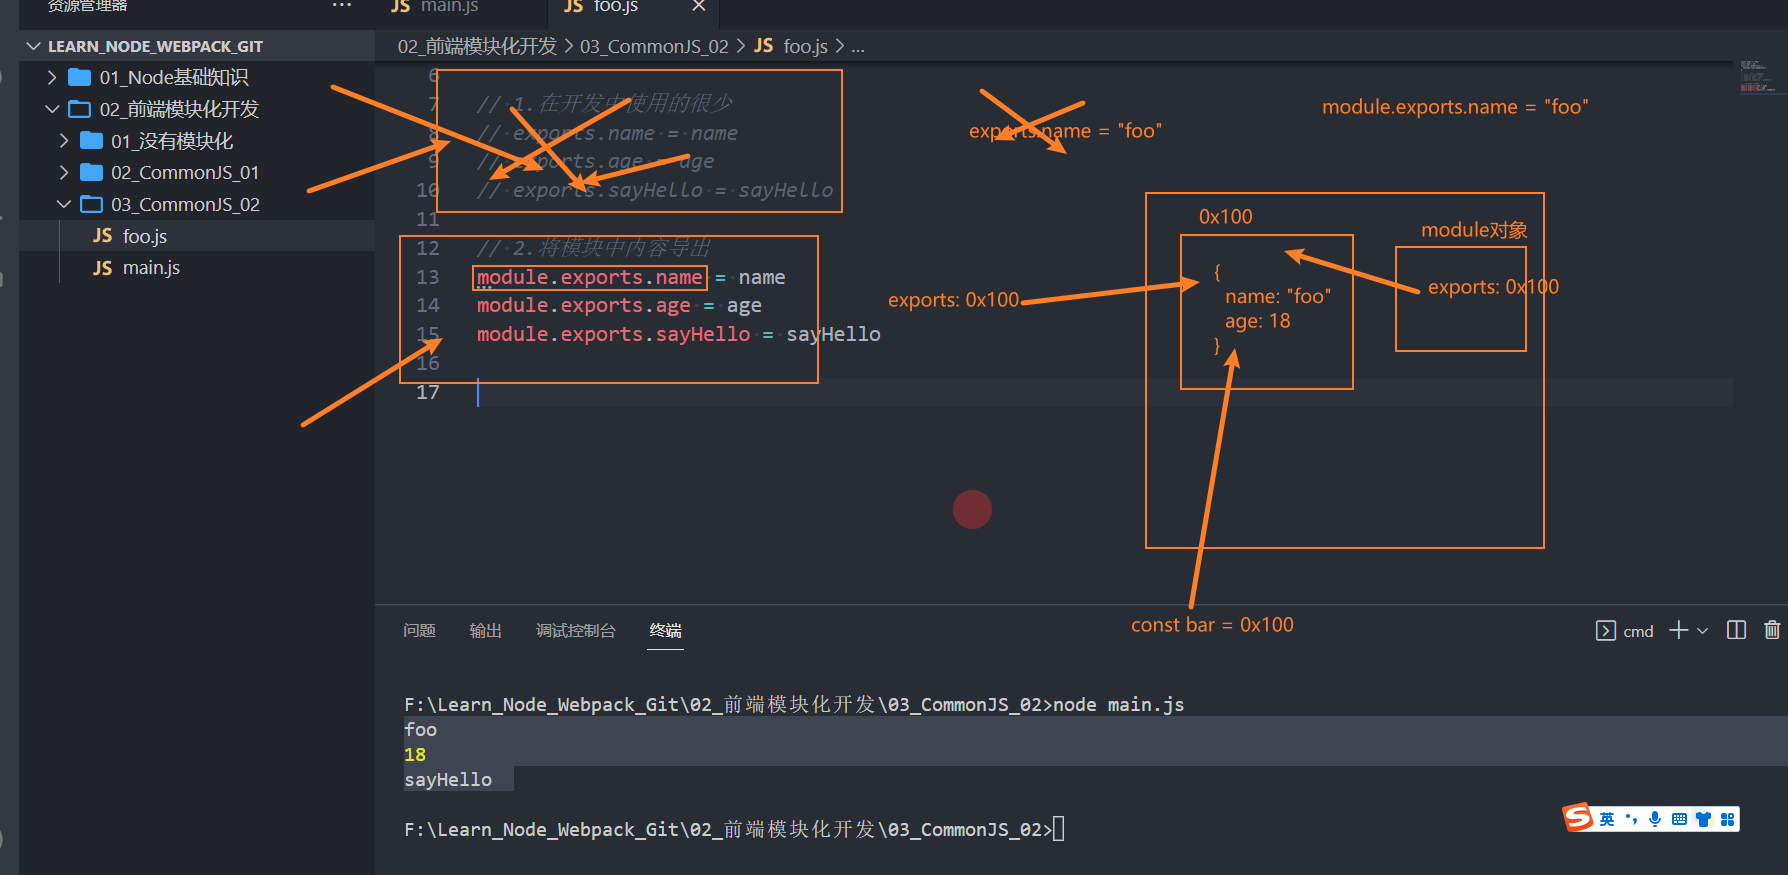 资源管理器
···
JS main.js
JS foo.js ×
LEARN_NODE_WEBPACK_GIT
01_Node基础知识
02_前端模块化开发
01_没有模块化
02_CommonJS_01
03_CommonJS_02
JS foo.js
JS main.js
02_前端模块化开发 > 03_CommonJS_02 > JS foo.js > ...
6
7 // 1.在开发中使用的很少
8 // exports.name = name
9 // exports.age = age
10 // exports.sayHello = sayHello
11
12 // 2.将模块中内容导出
13 module.exports.name = name
14 module.exports.age = age
15 module.exports.sayHello = sayHello
16
17
exports.name = "foo"
module.exports.name = "foo"
0x100
module对象
{
name: "foo"
age: 18
}
exports: 0x100
exports: 0x100
const bar = 0x100
问题 输出 调试控制台 终端
cmd
F:\Learn_Node_Webpack_Git\02_前端模块化开发\03_CommonJS_02>node main.js
foo
18
sayHello
F:\Learn_Node_Webpack_Git\02_前端模块化开发\03_CommonJS_02>
S 英